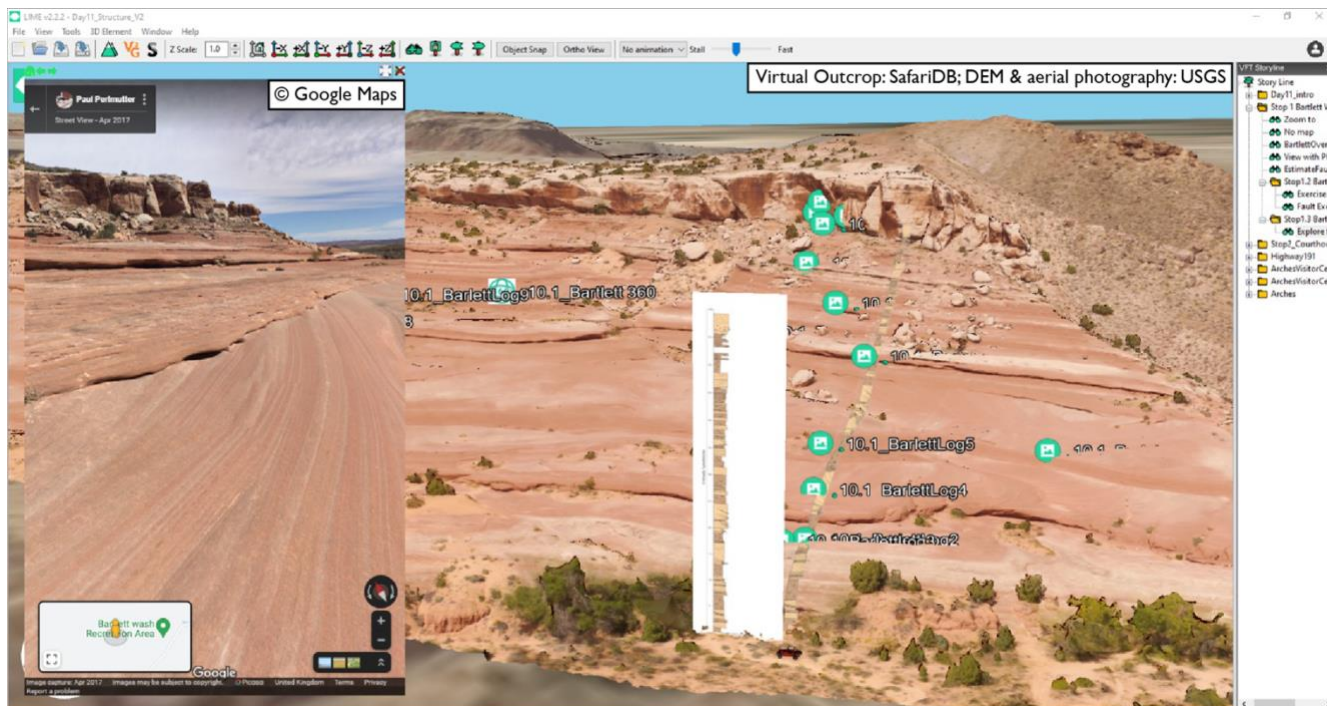 LIME v2.2.2 - Day11_Structure_V2
File View Tools 3D Element Window Help
Z Scale: 1.0
Object Snap
Ortho View
No animation
Stall
Fast
© Google Maps
Virtual Outcrop: SafariDB; DEM & aerial photography: USGS
Paul Perlmutter
Street View - Apr 2017
10.1_BarlettLog9
10.1_Bartlett 360
8
10.1_BarlettLog5
10.1_BarlettLog4
Bartlett wash
Recreation Area
Google
Image capture: Apr 2017 Images may be subject to copyright. United Kingdom Terms Privacy
Report a problem
VFT Storyline
Story Line
Day11_intro
Stop 1 Bartlett W
Zoom to
No map
BartlettOver
View with P
EstimateFau
Stop1.2 Bar
Exercise
Fault Ex
Stop1.3 Bart
Explore
Stop2_Courtho
Highway191
ArchesVisitorCe
ArchesVisitorCe
Arches